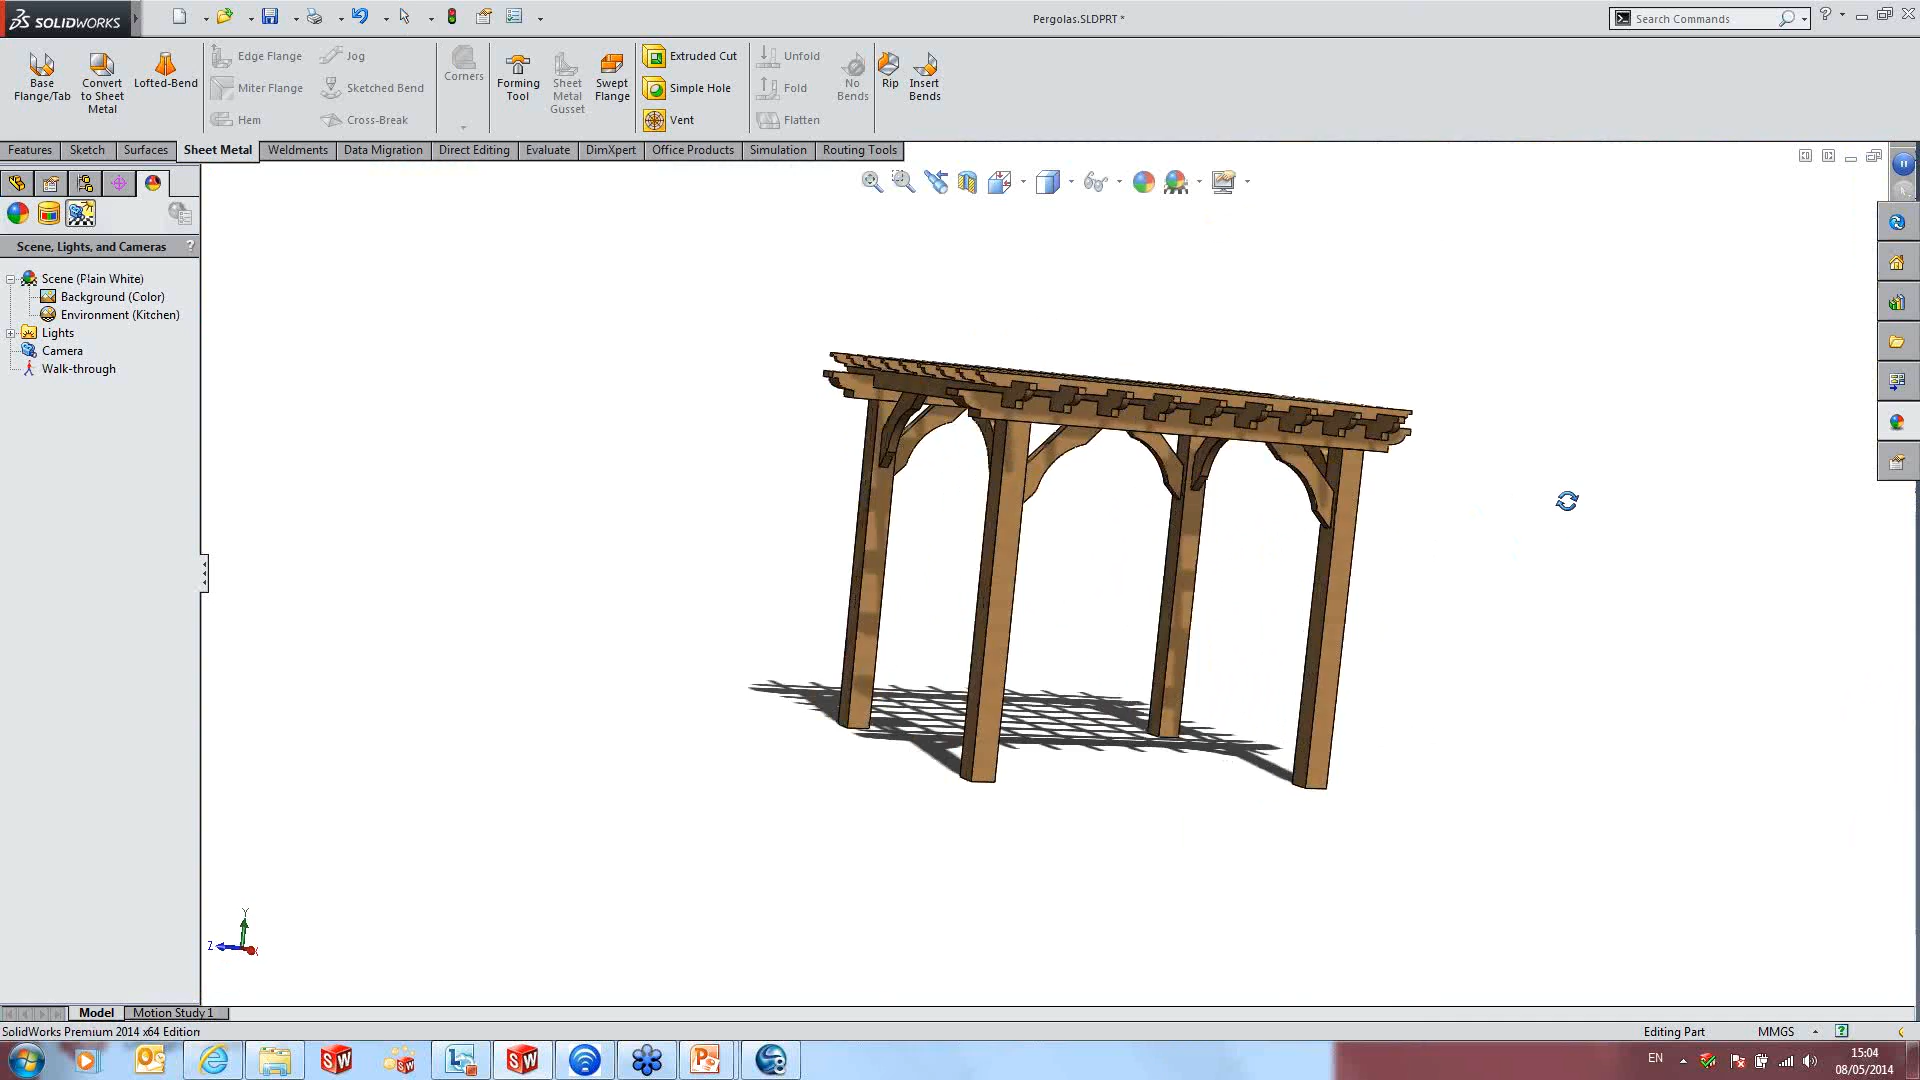 SOLIDWORKS
Pergolas.SLDPRT *
Search Commands
Base Flange/Tab
Convert to Sheet Metal
Lofted-Bend
Edge Flange
Miter Flange
Hem
Jog
Sketched Bend
Cross-Break
Corners
Forming Tool
Sheet Metal Gusset
Swept Flange
Extruded Cut
Simple Hole
Vent
Unfold
Fold
Flatten
No Bends
Rip
Insert Bends
Features Sketch Surfaces Sheet Metal Weldments Data Migration Direct Editing Evaluate DimXpert Office Products Simulation Routing Tools
Scene, Lights, and Cameras ?
Scene (Plain White)
Background (Color)
Environment (Kitchen)
Lights
Camera
Walk-through
Y
Z
Model Motion Study 1
SolidWorks Premium 2014 x64 Edition
Editing Part MMGS
EN
15:04
08/05/2014